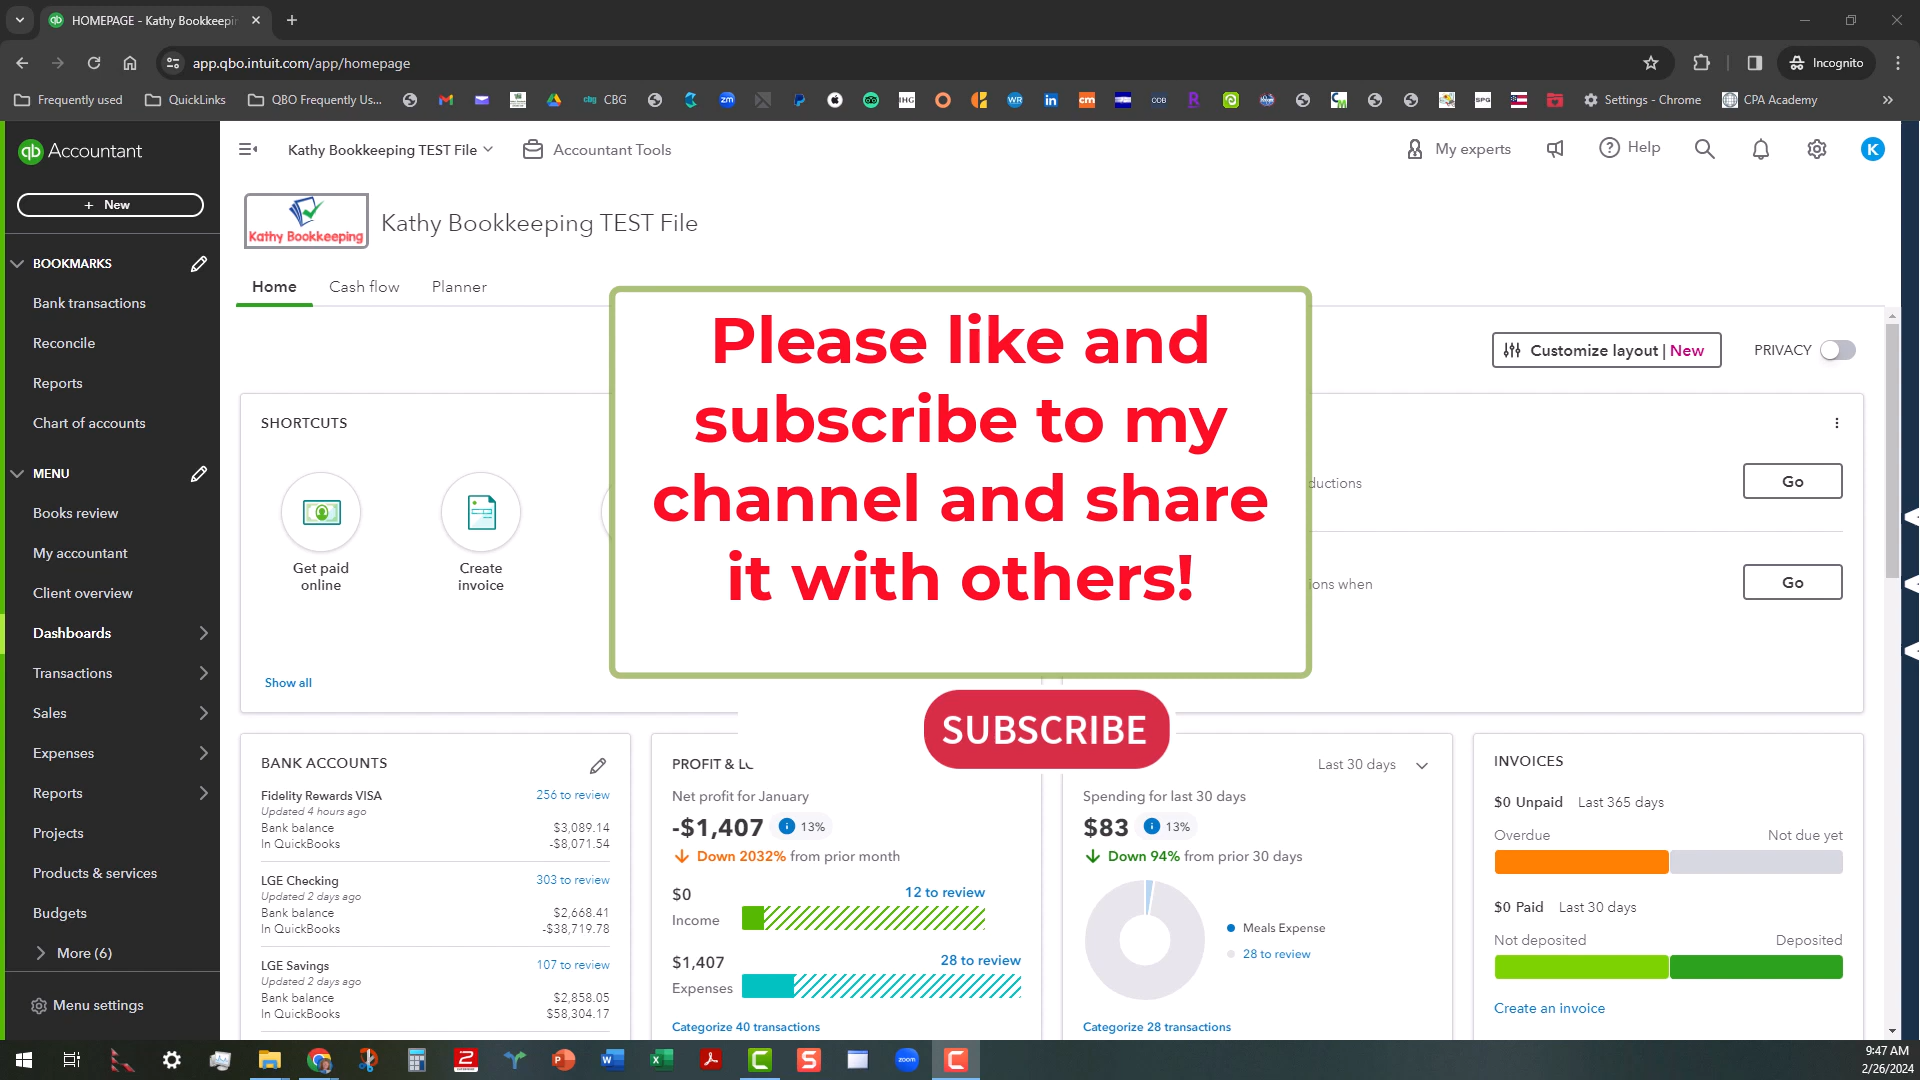 HOMEPAGE - Kathy Bookkeepin
app.qbo.intuit.com/app/homepage
Incognito
Frequently used
QuickLinks
QBO Frequently Us...
CBG
Settings - Chrome
CPA Academy
qb Accountant
Kathy Bookkeeping TEST File
Accountant Tools
My experts
Help
K
+ New
Kathy Bookkeeping
Kathy Bookkeeping TEST File
BOOKMARKS
Bank transactions
Reconcile
Reports
Chart of accounts
MENU
Books review
My accountant
Client overview
Dashboards
Transactions
Sales
Expenses
Reports
Projects
Products & services
Budgets
More (6)
Menu settings
Home
Cash flow
Planner
Customize layout | New
PRIVACY
Please like and
subscribe to my
channel and share
it with others!
SUBSCRIBE
SHORTCUTS
Get paid
online
Create
invoice
Show all
ductions
Go
ions when
Go
BANK ACCOUNTS
Fidelity Rewards VISA
256 to review
Updated 4 hours ago
Bank balance
$3,089.14
In QuickBooks
-$8,071.54
LGE Checking
303 to review
Updated 2 days ago
Bank balance
$2,668.41
In QuickBooks
-$38,719.78
LGE Savings
107 to review
Updated 2 days ago
Bank balance
$2,858.05
In QuickBooks
$58,304.17
PROFIT & LO
Net profit for January
-$1,407
13%
Down 2032% from prior month
$0
Income
12 to review
$1,407
Expenses
28 to review
Categorize 40 transactions
Last 30 days
Spending for last 30 days
$83
13%
Down 94% from prior 30 days
Meals Expense
28 to review
Categorize 28 transactions
INVOICES
$0 Unpaid Last 365 days
Overdue
Not due yet
$0 Paid Last 30 days
Not deposited
Deposited
Create an invoice
9:47 AM
2/26/2024